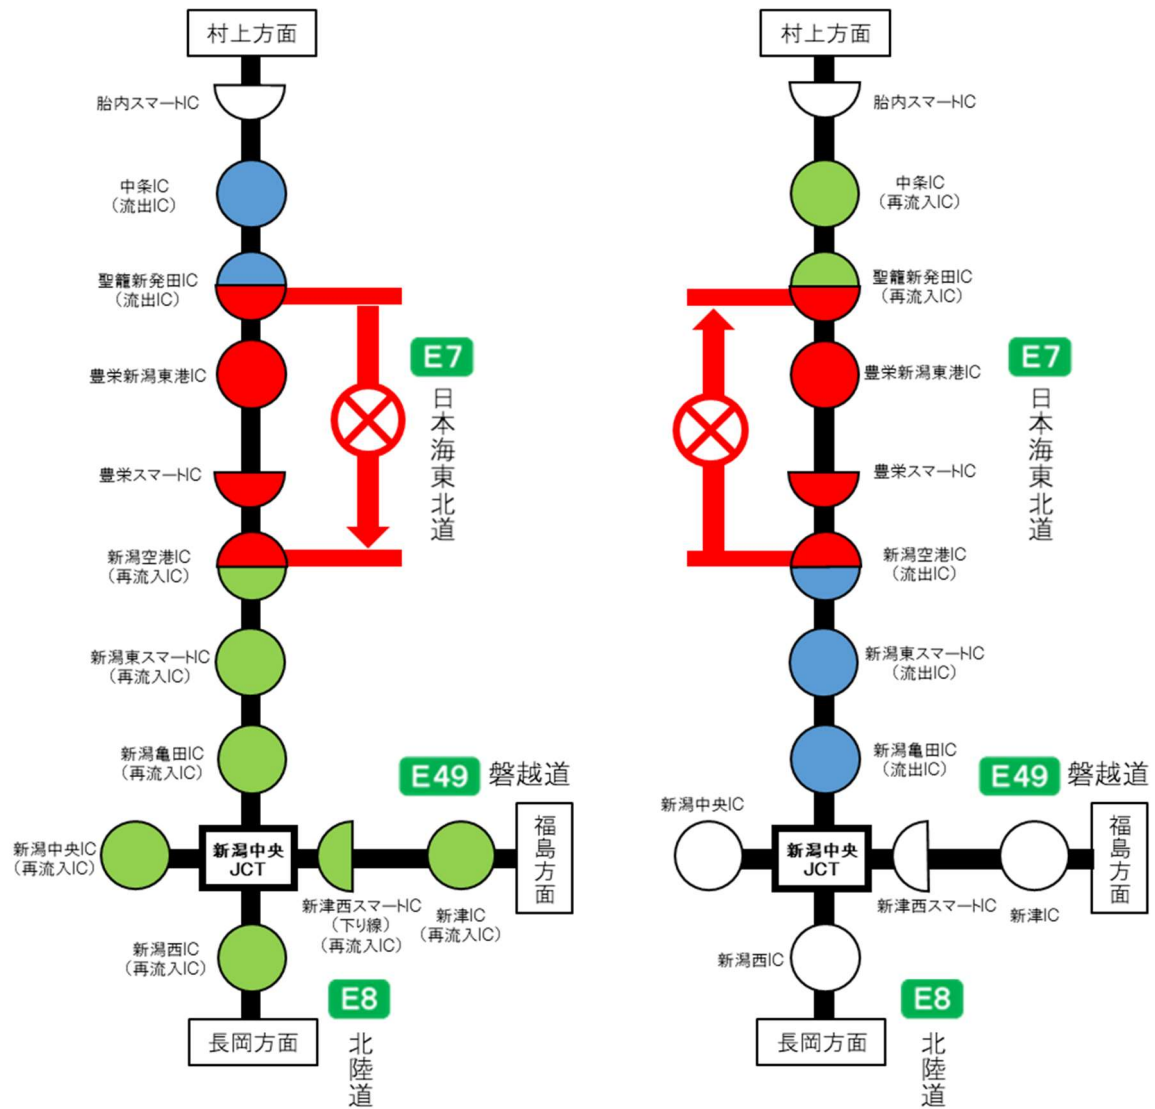 村上方面
胎内スマートIC
中条IC
（流出IC）
聖籠新発田IC
（流出IC）
豊栄新潟東港IC
E7
日本海東北道
豊栄スマートIC
新潟空港IC
（再流入IC）
新潟東スマートIC
（再流入IC）
新潟亀田IC
（再流入IC）
E49 磐越道
新潟中央IC
（再流入IC）
新潟中央
JCT
新津西スマートIC
（下り線）
（再流入IC）
新津IC
（再流入IC）
福島方面
新潟西IC
（再流入IC）
E8
北陸道
長岡方面
村上方面
胎内スマートIC
中条IC
（再流入IC）
聖籠新発田IC
（再流入IC）
豊栄新潟東港IC
E7
日本海東北道
豊栄スマートIC
新潟空港IC
（流出IC）
新潟東スマートIC
（流出IC）
新潟亀田IC
（流出IC）
E49 磐越道
新潟中央IC
新潟中央
JCT
新津西スマートIC
新津IC
福島方面
新潟西IC
E8
北陸道
長岡方面